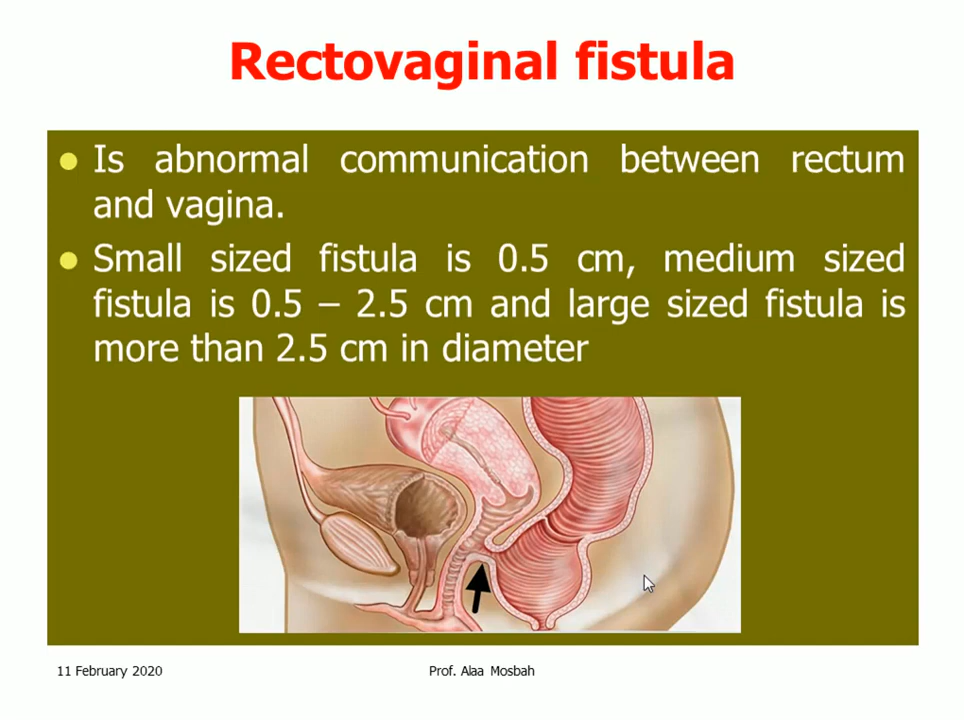 Rectovaginal fistula
● Is abnormal communication between rectum
and vagina.
● Small sized fistula is 0.5 cm, medium sized
fistula is 0.5 – 2.5 cm and large sized fistula is
more than 2.5 cm in diameter
11 February 2020 Prof. Alaa Mosbah